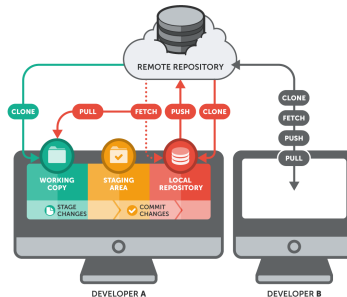 REMOTE REPOSITORY
CLONE
PULL
FETCH
PUSH
CLONE
CLONE
FETCH
PUSH
PULL
WORKING
COPY
STAGING
AREA
LOCAL
REPOSITORY
STAGE
CHANGES
COMMIT
CHANGES
DEVELOPER A
DEVELOPER B